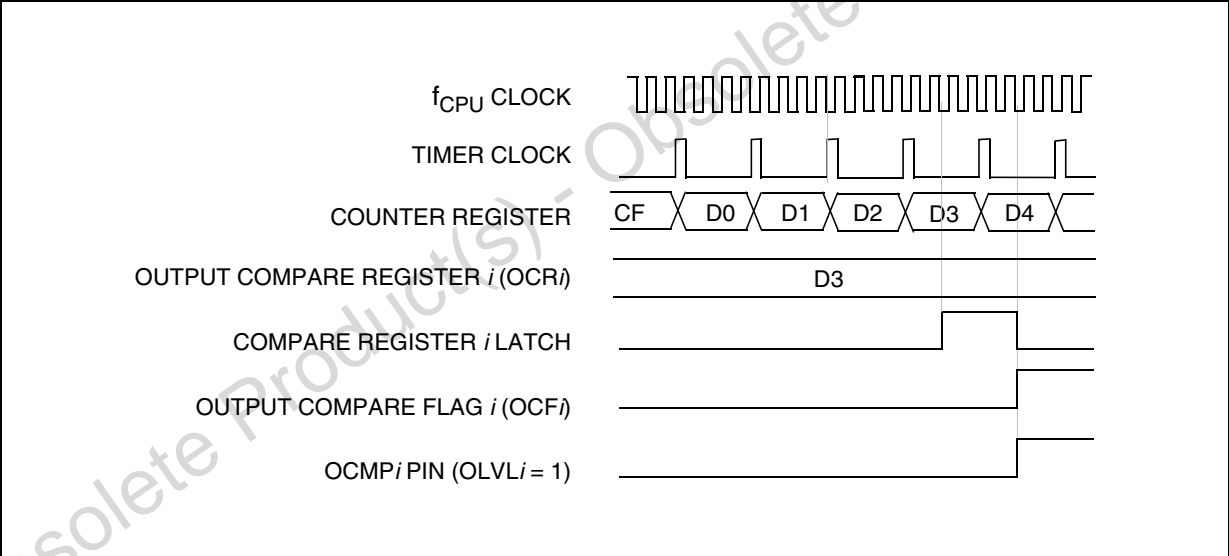 f_CPU CLOCK
TIMER CLOCK
COUNTER REGISTER CF D0 D1 D2 D3 D4
OUTPUT COMPARE REGISTER i (OCRi) D3
COMPARE REGISTER i LATCH
OUTPUT COMPARE FLAG i (OCFi)
OCMPi PIN (OLVLi = 1)
Obsolete Product(s) - Obsolete